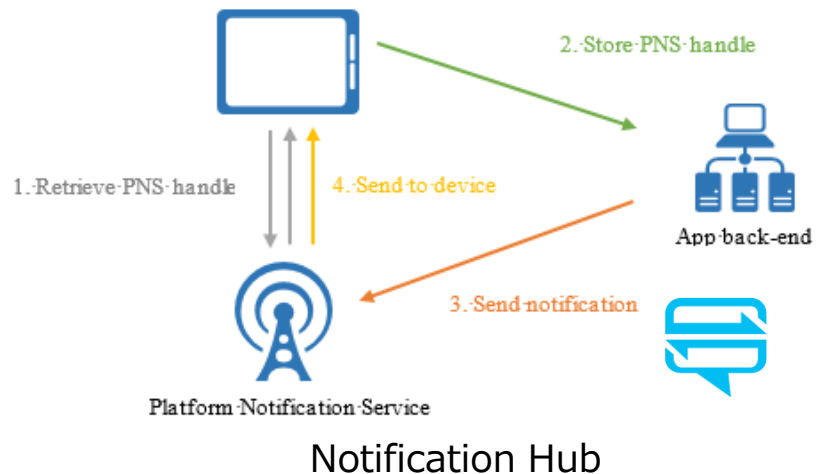 2. Store PNS handle
1. Retrieve PNS handle
4. Send to device
App back-end
3. Send notification
Platform Notification Service
Notification Hub